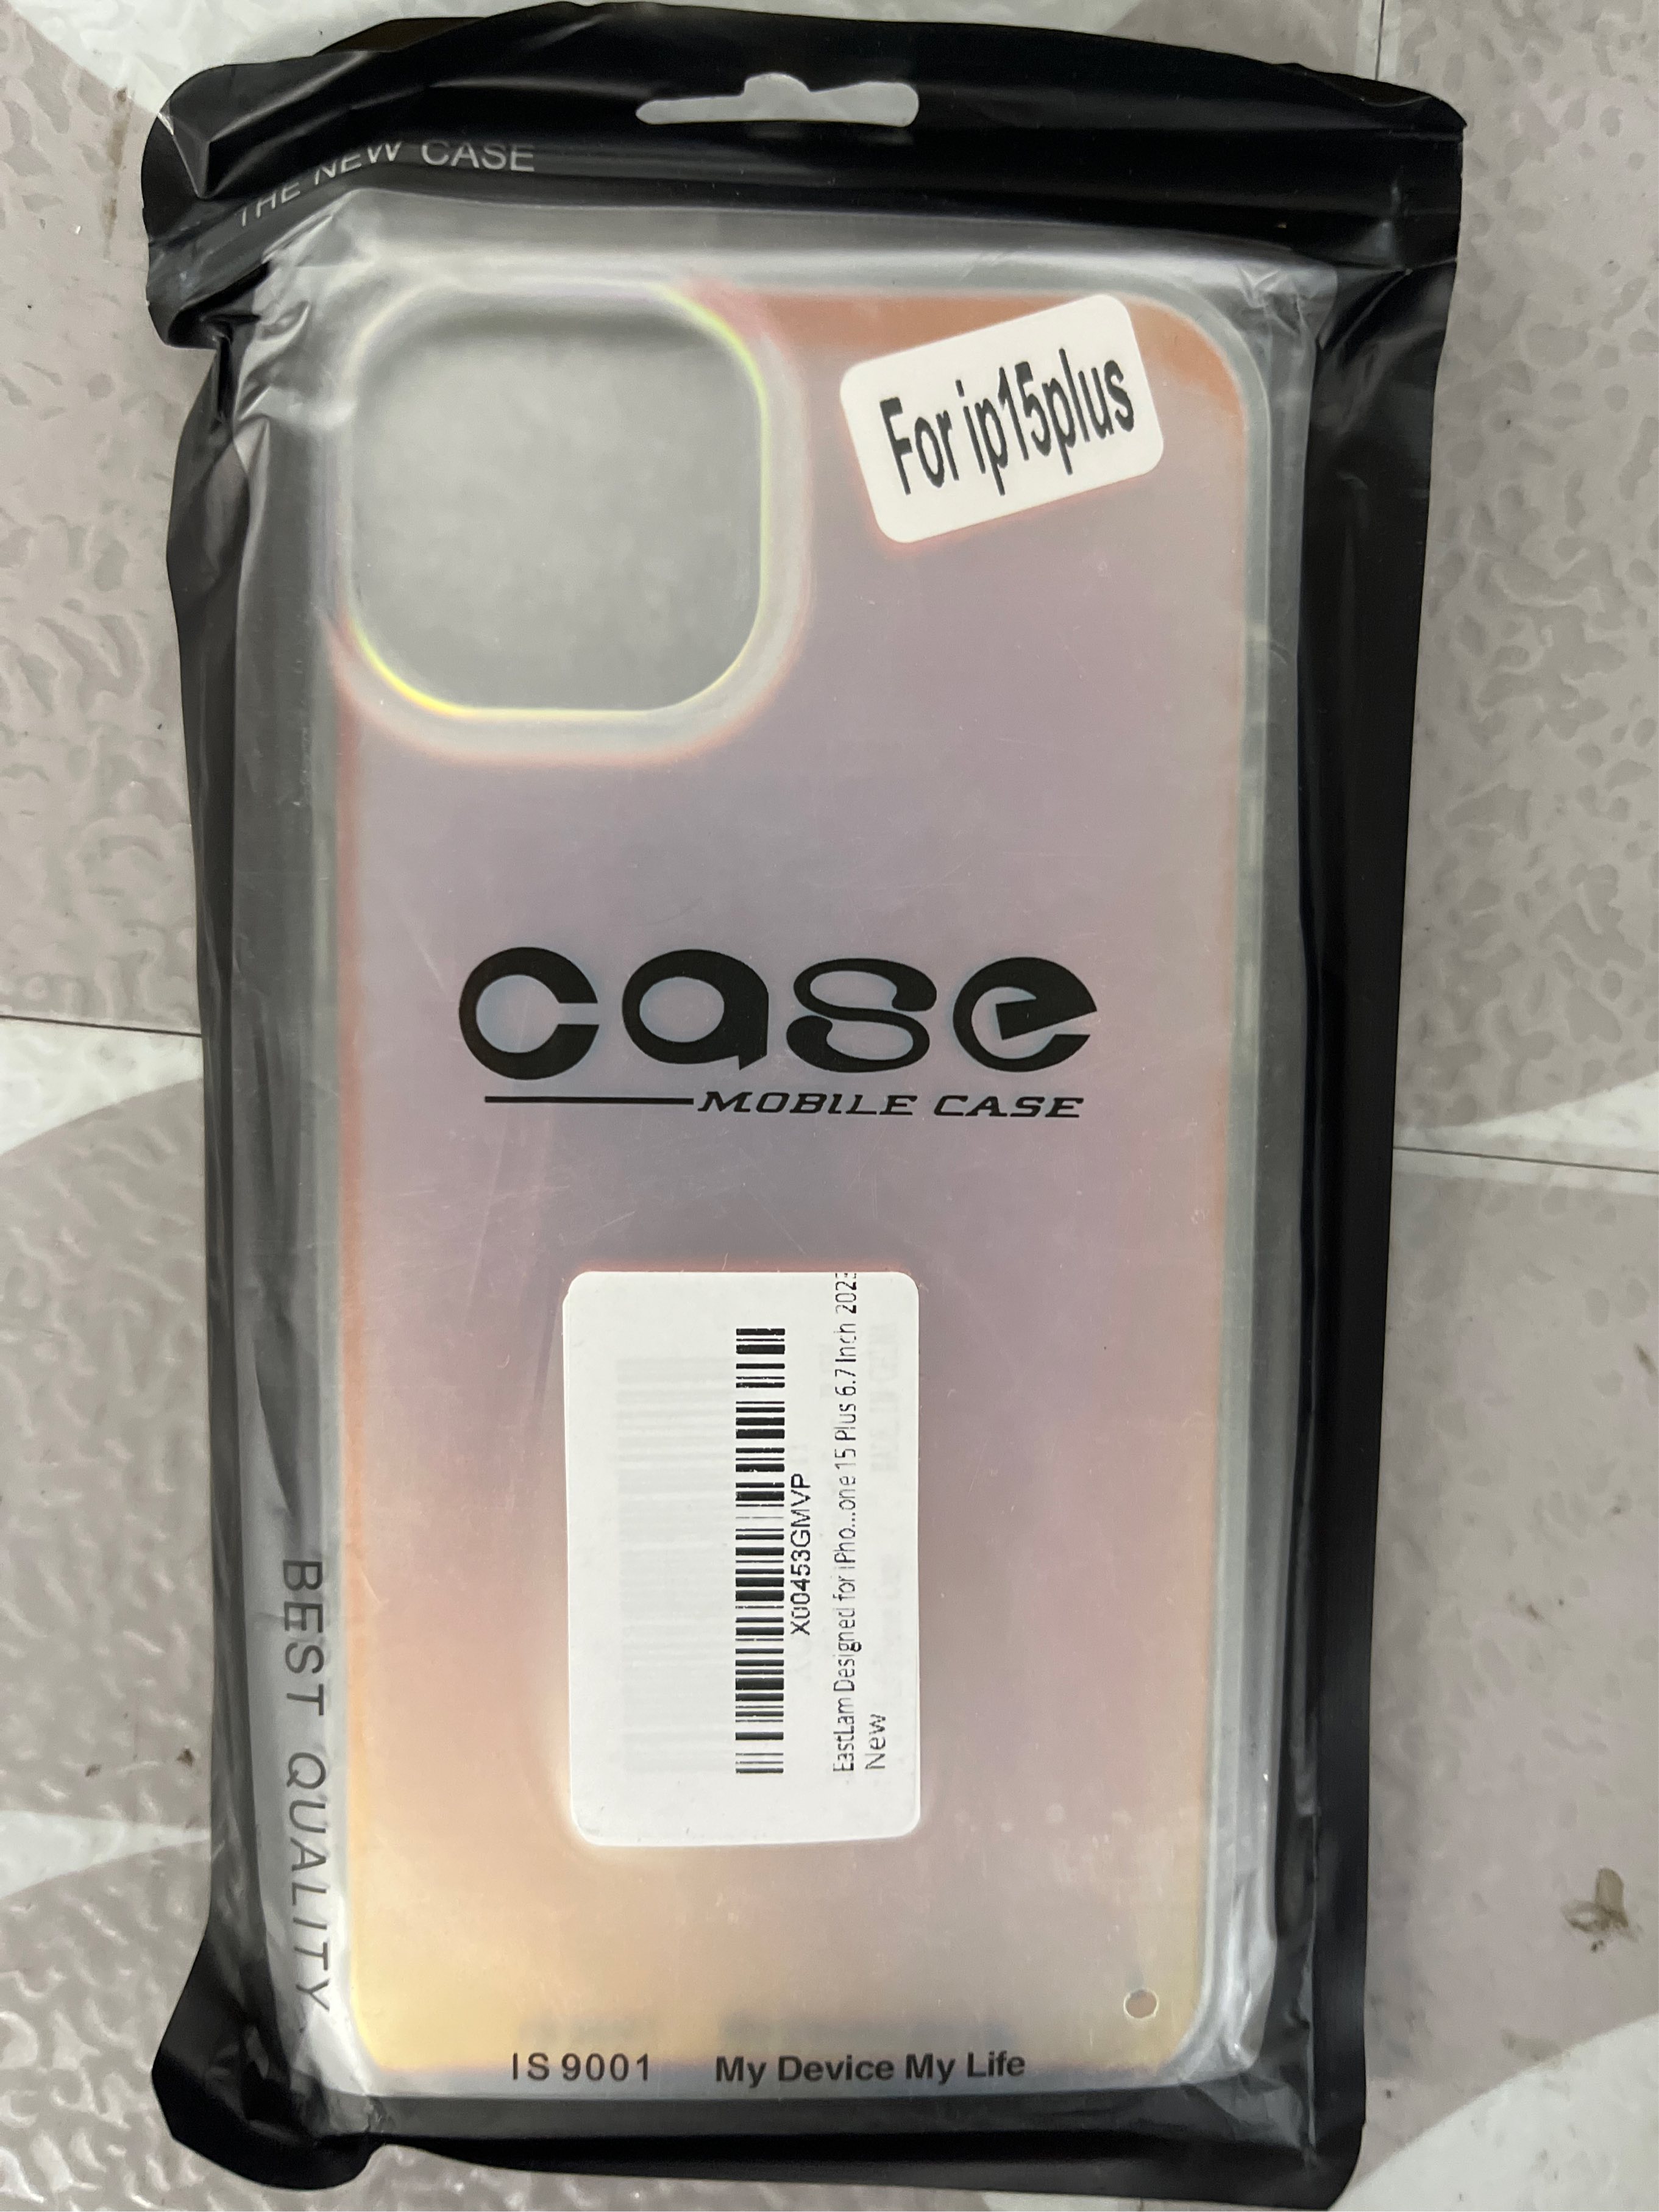 THE NEW CASE
For ip15plus
case
MOBILE CASE
X00453GMVP
EastLam Designed for iPho...one 15 Plus 6.7 Inch 2023
New
BEST QUALITY
IS 9001 My Device My Life